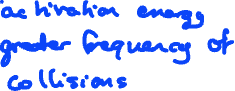 activation energy
greater frequency of
collisions